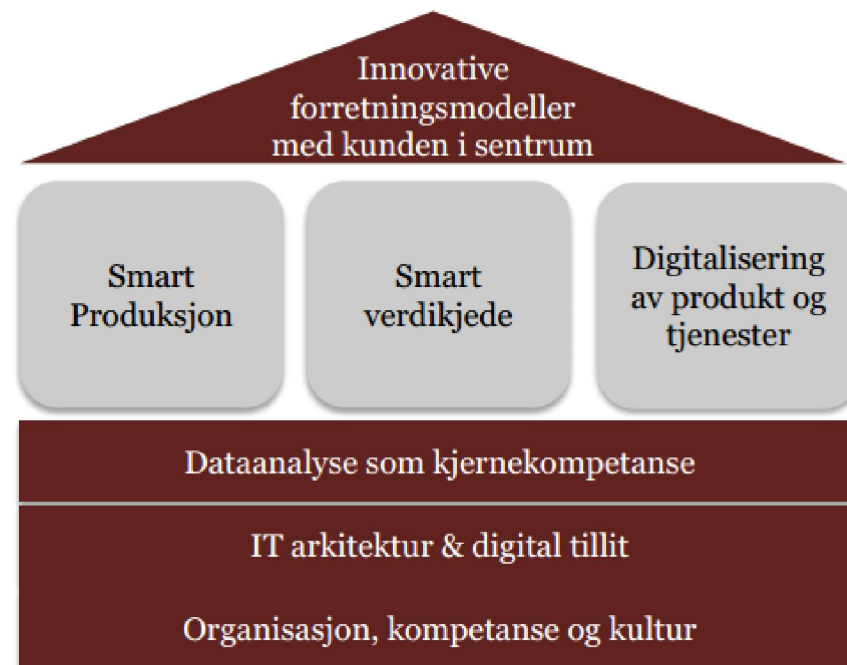 Innovative
forretningsmodeller
med kunden i sentrum
Smart
Produksjon
Smart
verdikjede
Digitalisering
av produkt og
tjenester
Dataanalyse som kjernekompetanse
IT arkitektur & digital tillit
Organisasjon, kompetanse og kultur